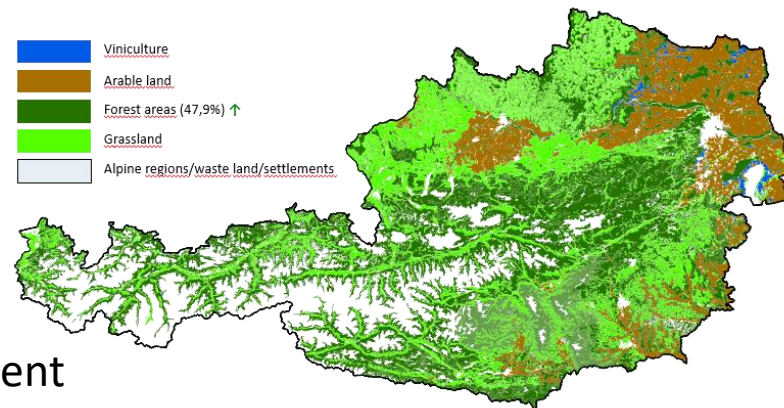 Viniculture
Arable land
Forest areas (47,9%) ↑
Grassland
Alpine regions/waste land/settlements
ent